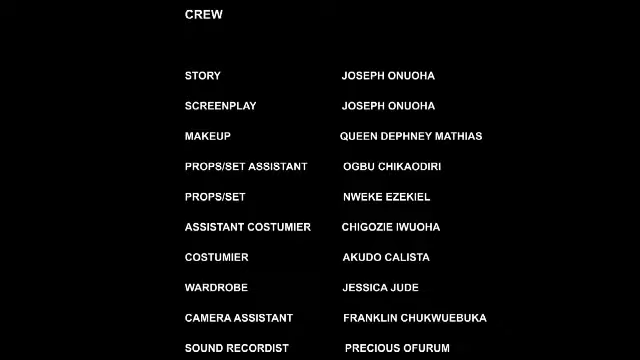 CREW
STORY JOSEPH ONUOHA
SCREENPLAY JOSEPH ONUOHA
MAKEUP QUEEN DEPHNEY MATHIAS
PROPS/SET ASSISTANT OGBU CHIKAODIRI
PROPS/SET NWEKE EZEKIEL
ASSISTANT COSTUMIER CHIGOZIE IWUOHA
COSTUMIER AKUDO CALISTA
WARDROBE JESSICA JUDE
CAMERA ASSISTANT FRANKLIN CHUKWUEBUKA
SOUND RECORDIST PRECIOUS OFURUM